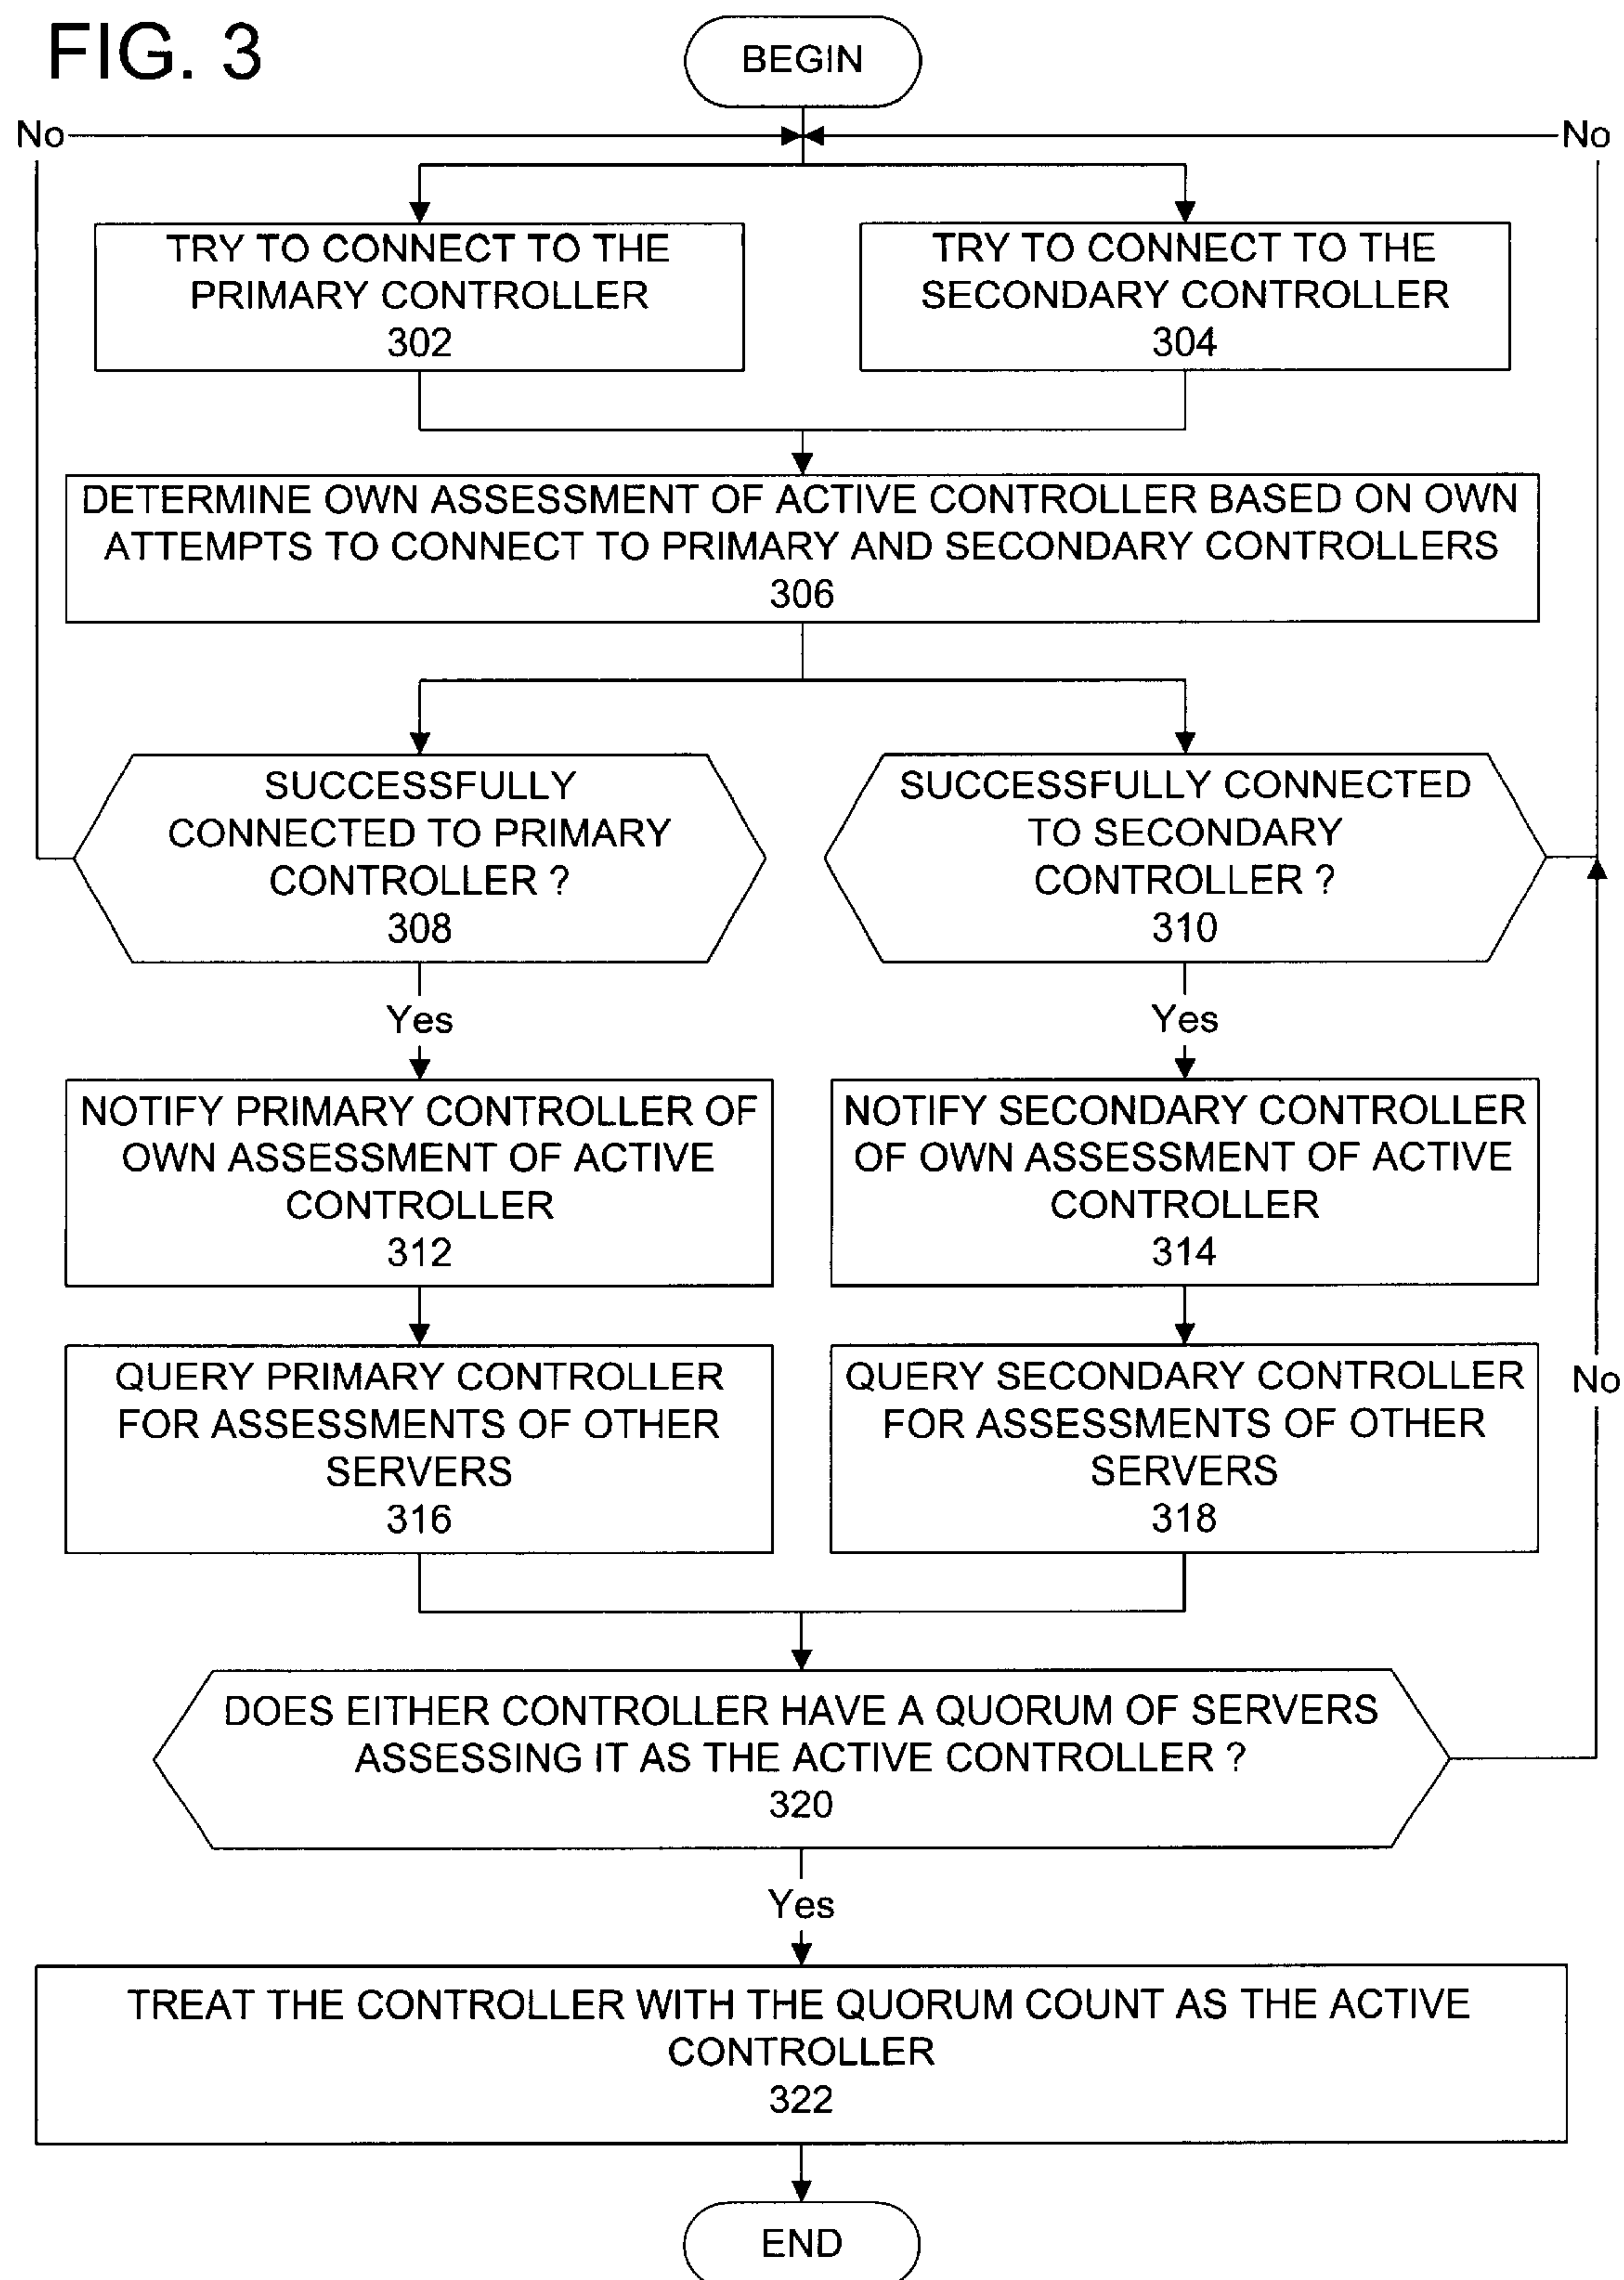 FIG. 3
BEGIN
No
No
TRY TO CONNECT TO THE
PRIMARY CONTROLLER
302
TRY TO CONNECT TO THE
SECONDARY CONTROLLER
304
DETERMINE OWN ASSESSMENT OF ACTIVE CONTROLLER BASED ON OWN
ATTEMPTS TO CONNECT TO PRIMARY AND SECONDARY CONTROLLERS
306
SUCCESSFULLY
CONNECTED TO PRIMARY
CONTROLLER ?
308
SUCCESSFULLY CONNECTED
TO SECONDARY
CONTROLLER ?
310
Yes
Yes
NOTIFY PRIMARY CONTROLLER OF
OWN ASSESSMENT OF ACTIVE
CONTROLLER
312
NOTIFY SECONDARY CONTROLLER
OF OWN ASSESSMENT OF ACTIVE
CONTROLLER
314
QUERY PRIMARY CONTROLLER
FOR ASSESSMENTS OF OTHER
SERVERS
316
QUERY SECONDARY CONTROLLER
FOR ASSESSMENTS OF OTHER
SERVERS
318
No
DOES EITHER CONTROLLER HAVE A QUORUM OF SERVERS
ASSESSING IT AS THE ACTIVE CONTROLLER ?
320
Yes
TREAT THE CONTROLLER WITH THE QUORUM COUNT AS THE ACTIVE
CONTROLLER
322
END